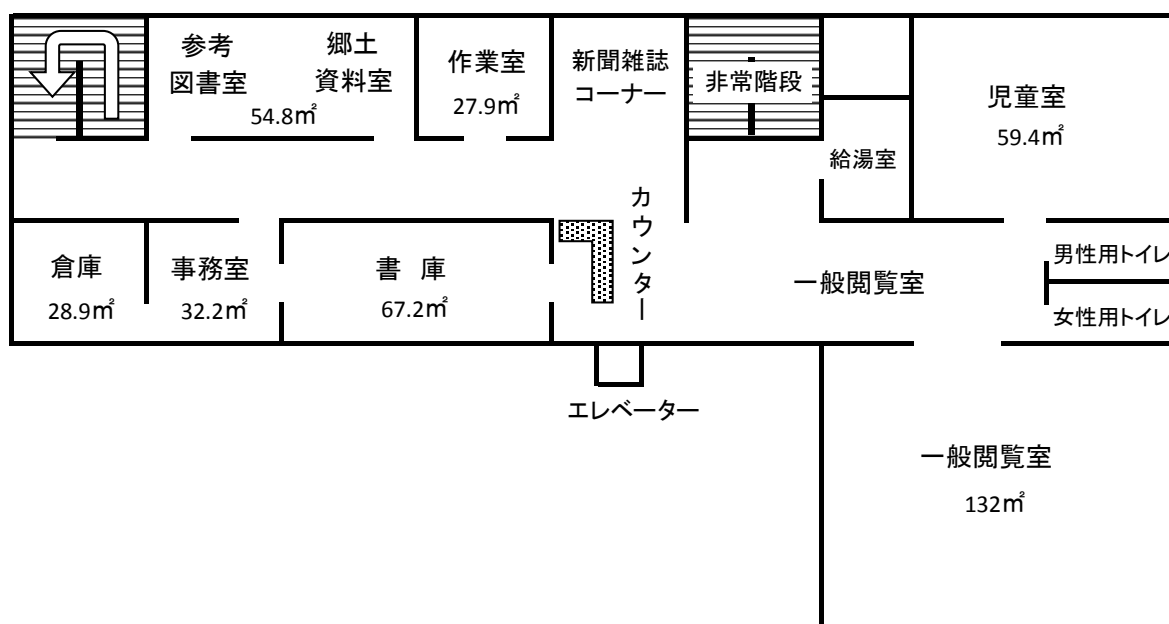 参考
図書室
郷土
資料室
54.8㎡
作業室
27.9㎡
新聞雑誌
コーナー
非常階段
児童室
59.4㎡
給湯室
カウンター
倉庫
28.9㎡
事務室
32.2㎡
書 庫
67.2㎡
一般閲覧室
男性用トイレ
女性用トイレ
エレベーター
一般閲覧室
132㎡